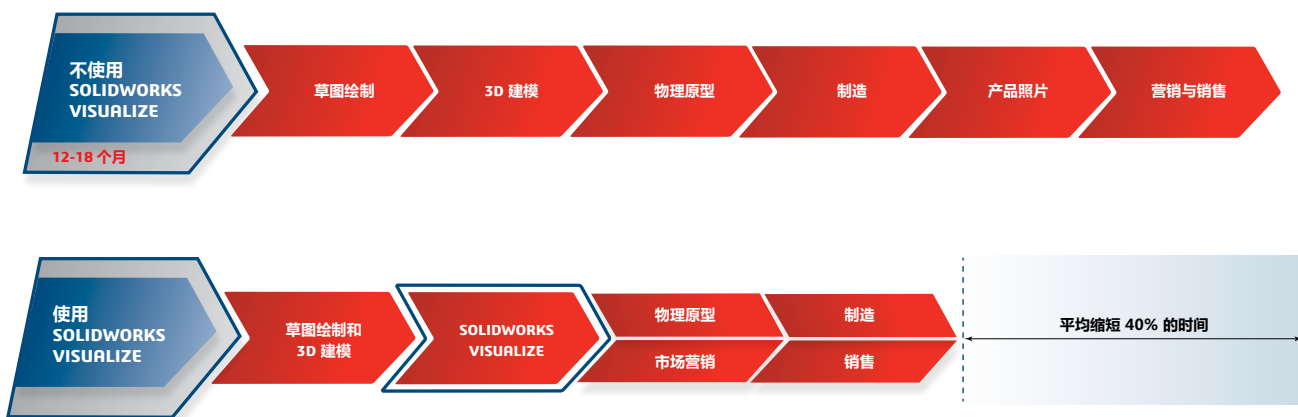 不使用
SOLIDWORKS
VISUALIZE
12-18 个月
草图绘制
3D 建模
物理原型
制造
产品照片
营销与销售
使用
SOLIDWORKS
VISUALIZE
草图绘制和
3D 建模
SOLIDWORKS
VISUALIZE
物理原型
制造
市场营销
销售
平均缩短 40% 的时间